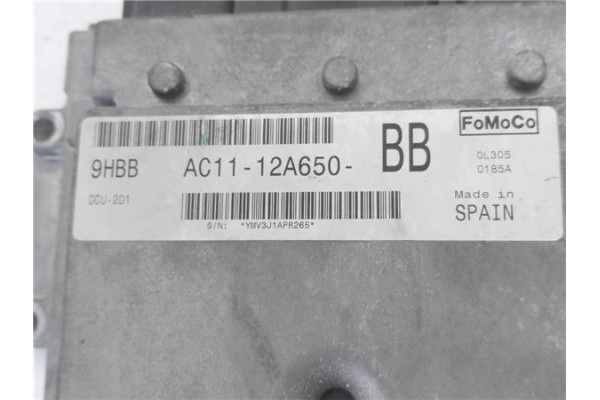 9HBB AC11-12A650- BB
DCU-201
S/N: *YMV3J1APR265*
FoMoCo
0L305
0185A
Made in
SPAIN